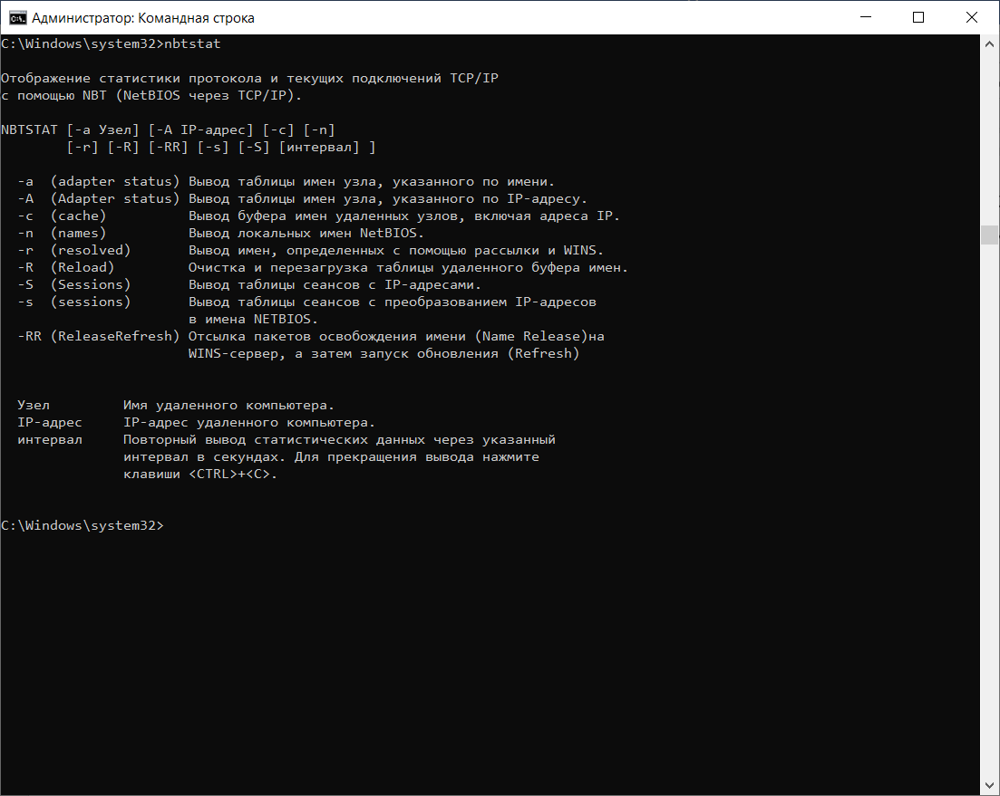 Администратор: Командная строка
C:\Windows\system32>nbtstat
Отображение статистики протокола и текущих подключений TCP/IP
с помощью NBT (NetBIOS через TCP/IP).
NBTSTAT [-a Узел] [-A IP-адрес] [-c] [-n]
        [-r] [-R] [-RR] [-s] [-S] [интервал] ]
  -a  (adapter status) Вывод таблицы имен узла, указанного по имени.
  -A  (Adapter status) Вывод таблицы имен узла, указанного по IP-адресу.
  -c  (cache)          Вывод буфера имен удаленных узлов, включая адреса IP.
  -n  (names)          Вывод локальных имен NetBIOS.
  -r  (resolved)       Вывод имен, определенных с помощью рассылки и WINS.
  -R  (Reload)         Очистка и перезагрузка таблицы удаленного буфера имен.
  -S  (Sessions)       Вывод таблицы сеансов с IP-адресами.
  -s  (sessions)       Вывод таблицы сеансов с преобразованием IP-адресов
                       в имена NETBIOS.
  -RR (ReleaseRefresh) Отсылка пакетов освобождения имени (Name Release)на
                       WINS-сервер, а затем запуск обновления (Refresh)
  Узел         Имя удаленного компьютера.
  IP-адрес     IP-адрес удаленного компьютера.
  интервал     Повторный вывод статистических данных через указанный
               интервал в секундах. Для прекращения вывода нажмите
               клавиши <CTRL>+<C>.
C:\Windows\system32>